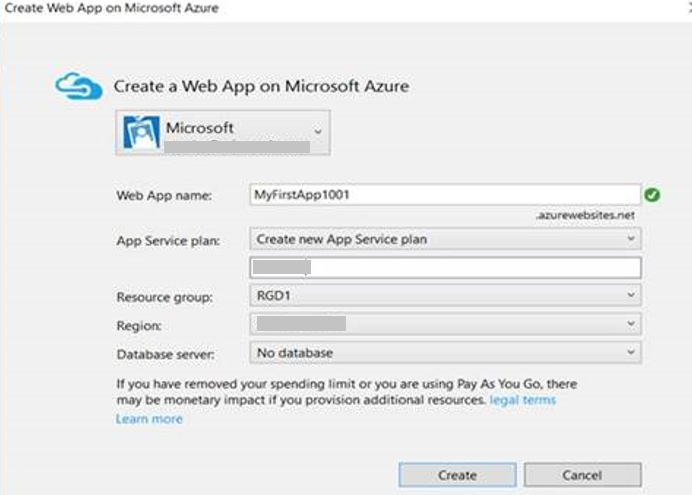 Create Web App on Microsoft Azure
Create a Web App on Microsoft Azure
Microsoft
Web App name: MyFirstApp1001
.azurewebsites.net
App Service plan: Create new App Service plan
Resource group: RGD1
Region:
Database server: No database
If you have removed your spending limit or you are using Pay As You Go, there
may be monetary impact if you provision additional resources. legal terms
Learn more
Create Cancel